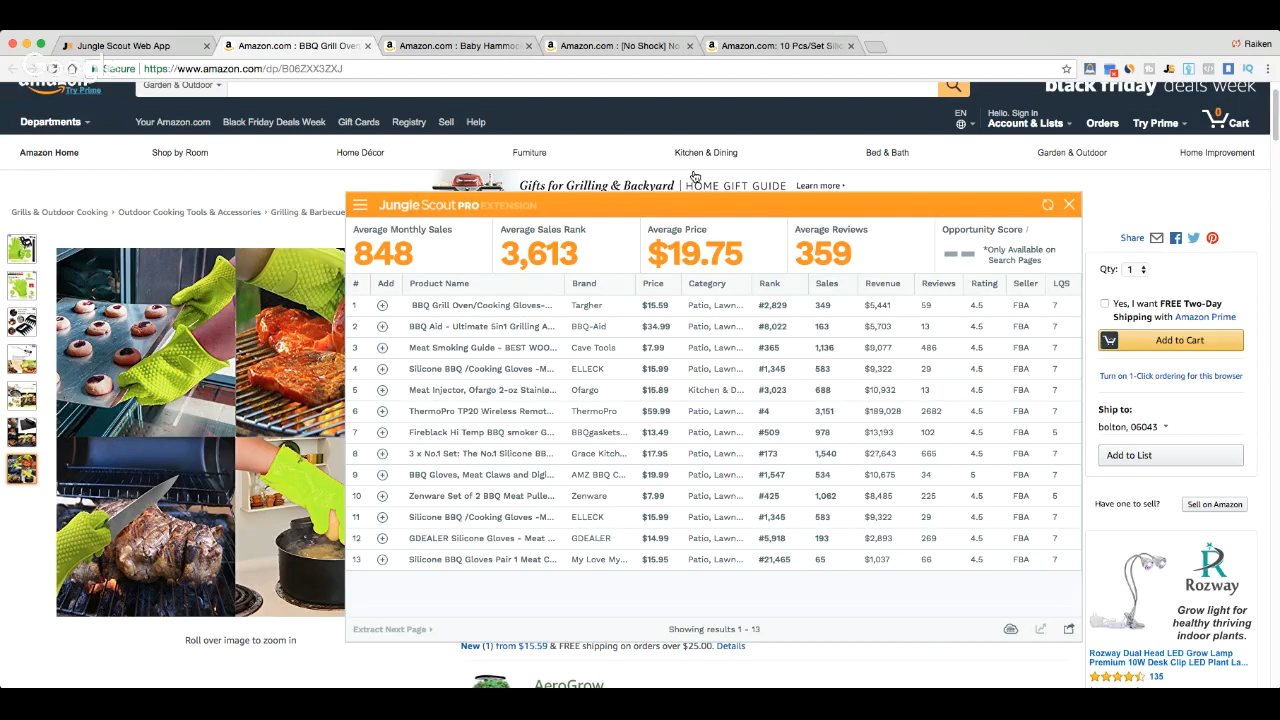 Jungle Scout Web App
Amazon.com : BBQ Grill Oven
Amazon.com : Baby Hammoc
Amazon.com : [No Shock] No
Amazon.com: 10 Pcs/Set Silic
Raiken
Secure https://www.amazon.com/dp/B06ZXX3ZXJ
amazon
Try Prime
Garden & Outdoor
black friday deals week
Departments
Your Amazon.com
Black Friday Deals Week
Gift Cards
Registry
Sell
Help
EN
Hello. Sign in
Account & Lists
Orders
Try Prime
0
Cart
Amazon Home
Shop by Room
Home Décor
Furniture
Kitchen & Dining
Bed & Bath
Garden & Outdoor
Home Improvement
Gifts for Grilling & Backyard | HOME GIFT GUIDE Learn more
Grills & Outdoor Cooking › Outdoor Cooking Tools & Accessories › Grilling & Barbecue
Jungle Scout PRO EXTENSION
Average Monthly Sales
848
Average Sales Rank
3,613
Average Price
$19.75
Average Reviews
359
Opportunity Score
*Only Available on
Search Pages
# Add Product Name Brand Price Category Rank Sales Revenue Reviews Rating Seller LQS
1 BBQ Grill Oven/Cooking Gloves-... Targher $15.59 Patio, Lawn... #2,829 349 $5,441 59 4.5 FBA 7
2 BBQ Aid - Ultimate 5in1 Grilling A... BBQ-Aid $34.99 Patio, Lawn... #8,022 163 $5,703 13 4.5 FBA 7
3 Meat Smoking Guide - BEST WOO... Cave Tools $7.99 Patio, Lawn... #365 1,136 $9,077 486 4.5 FBA 7
4 Silicone BBQ /Cooking Gloves -M... ELLECK $15.99 Patio, Lawn... #1,345 583 $9,322 29 4.5 FBA 7
5 Meat Injector, Ofargo 2-oz Stainle... Ofargo $15.89 Kitchen & D... #3,023 688 $10,932 13 4.5 FBA 7
6 ThermoPro TP20 Wireless Remot... ThermoPro $59.99 Patio, Lawn... #4 3,151 $189,028 2682 4.5 FBA 7
7 Fireblack Hi Temp BBQ smoker G... BBQgaskets... $13.49 Patio, Lawn... #509 978 $13,193 102 4.5 FBA 5
8 3 x No.1 Set: The No.1 Silicone BB... Grace Kitch... $17.95 Patio, Lawn... #173 1,540 $27,643 665 4.5 FBA 7
9 BBQ Gloves, Meat Claws and Digi... AMZ BBQ C... $19.99 Patio, Lawn... #1,547 534 $10,675 34 5 FBA 7
10 Zenware Set of 2 BBQ Meat Pulle... Zenware $7.99 Patio, Lawn... #425 1,062 $8,485 225 4.5 FBA 5
11 Silicone BBQ /Cooking Gloves -M... ELLECK $15.99 Patio, Lawn... #1,345 583 $9,322 29 4.5 FBA 7
12 GDEALER Silicone Gloves - Meat ... GDEALER $14.99 Patio, Lawn... #5,918 193 $2,893 269 4.5 FBA 7
13 Silicone BBQ Gloves Pair 1 Meat C... My Love My... $15.95 Patio, Lawn... #21,465 65 $1,037 66 4.5 FBA 7
Extract Next Page
Showing results 1 - 13
Roll over image to zoom in
New (1) from $15.59 & FREE shipping on orders over $25.00. Details
AeroGrow
Share
Qty: 1
Yes, I want FREE Two-Day
Shipping with Amazon Prime
Add to Cart
Turn on 1-Click ordering for this browser
Ship to:
bolton, 06043
Add to List
Have one to sell?
Sell on Amazon
Rozway
Grow light for
healthy thriving
indoor plants.
Rozway Dual Head LED Grow Lamp
Premium 10W Desk Clip LED Plant La...
135